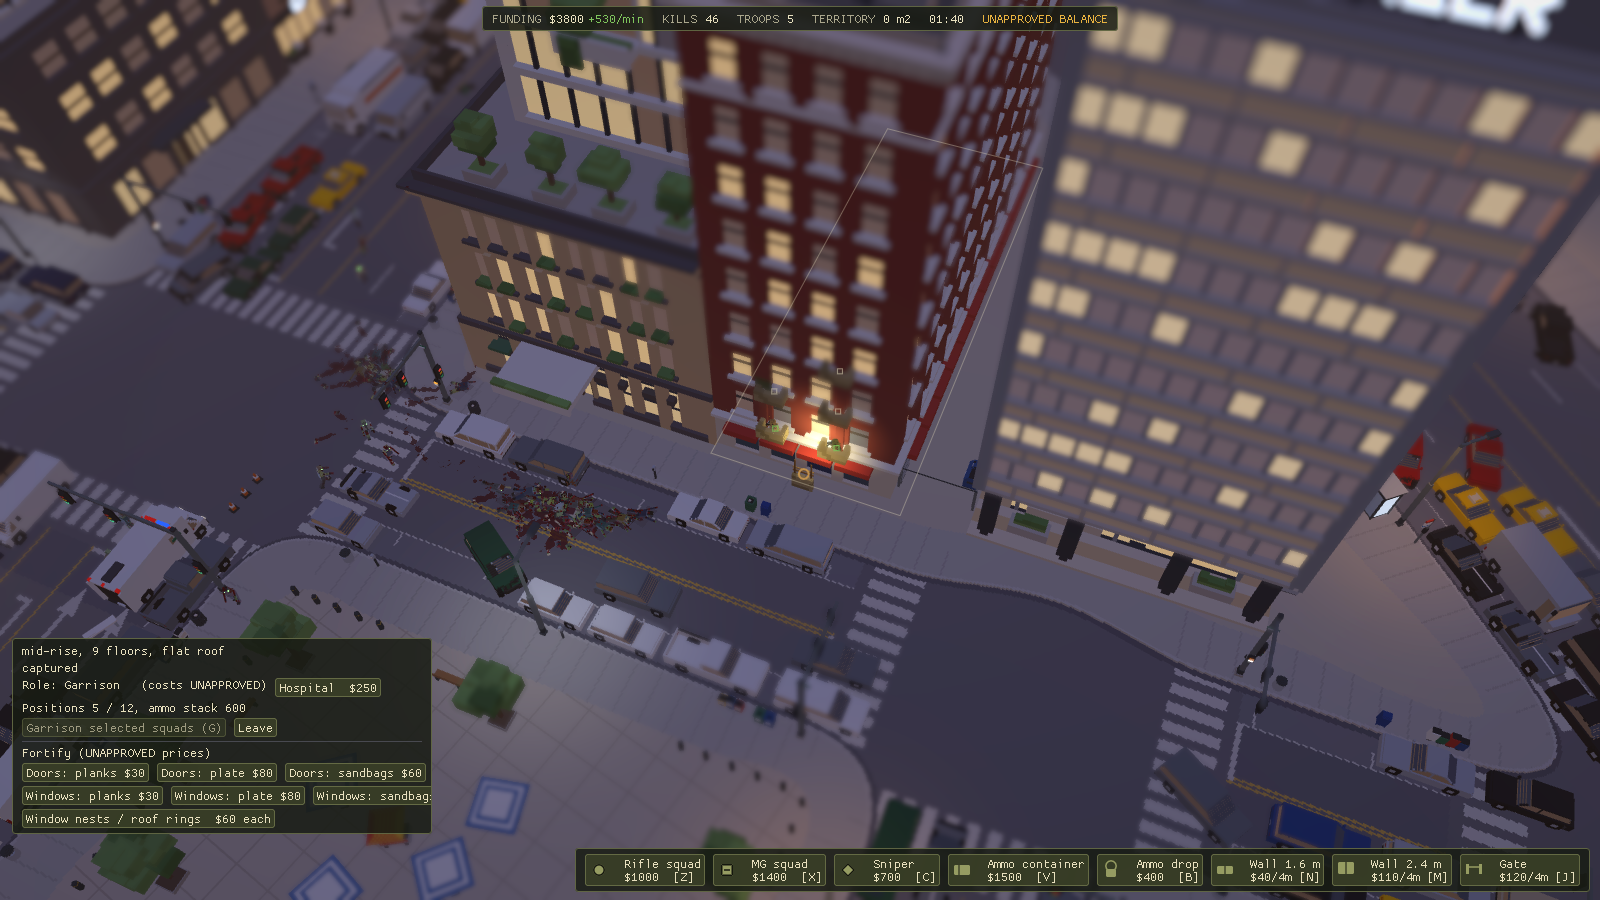 FUNDING $3800 +530/min KILLS 46 TROOPS 5 TERRITORY 0 m2 01:40 UNAPPROVED BALANCE
mid-rise, 9 floors, flat roof
captured
Role: Garrison (costs UNAPPROVED) Hospital $250
Positions 5 / 12, ammo stack 600
Garrison selected squads (G) Leave
Fortify (UNAPPROVED prices)
Doors: planks $30 Doors: plate $80 Doors: sandbags $60
Windows: planks $30 Windows: plate $80 Windows: sandbags
Window nests / roof rings $60 each
Rifle squad
$1000 [Z]
MG squad
$1400 [X]
Sniper
$700 [C]
Ammo container
$1500 [V]
Ammo drop
$400 [B]
Wall 1.6 m
$40/4m [N]
Wall 2.4 m
$110/4m [M]
Gate
$120/4m [J]